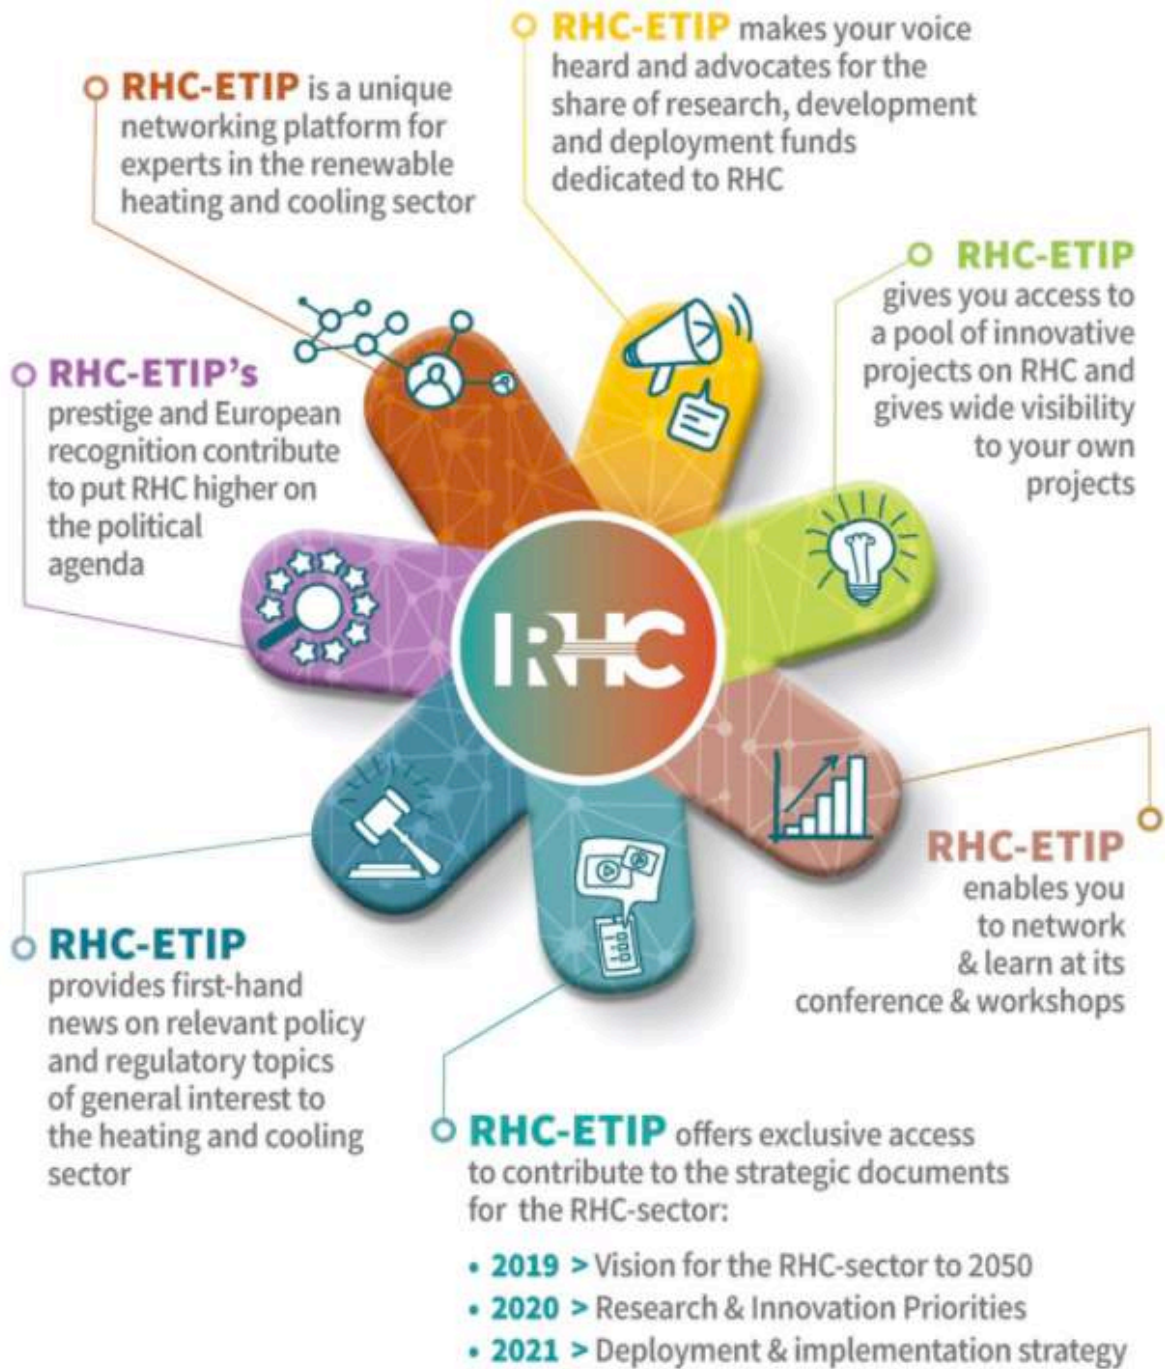 RHC-ETIP is a unique
networking platform for
experts in the renewable
heating and cooling sector
RHC-ETIP makes your voice
heard and advocates for the
share of research, development
and deployment funds
dedicated to RHC
RHC-ETIP
gives you access to
a pool of innovative
projects on RHC and
gives wide visibility
to your own
projects
RHC-ETIP's
prestige and European
recognition contribute
to put RHC higher on
the political
agenda
RHC
RHC-ETIP
enables you
to network
& learn at its
conference & workshops
RHC-ETIP
provides first-hand
news on relevant policy
and regulatory topics
of general interest to
the heating and cooling
sector
RHC-ETIP offers exclusive access
to contribute to the strategic documents
for the RHC-sector:
• 2019 > Vision for the RHC-sector to 2050
• 2020 > Research & Innovation Priorities
• 2021 > Deployment & implementation strategy